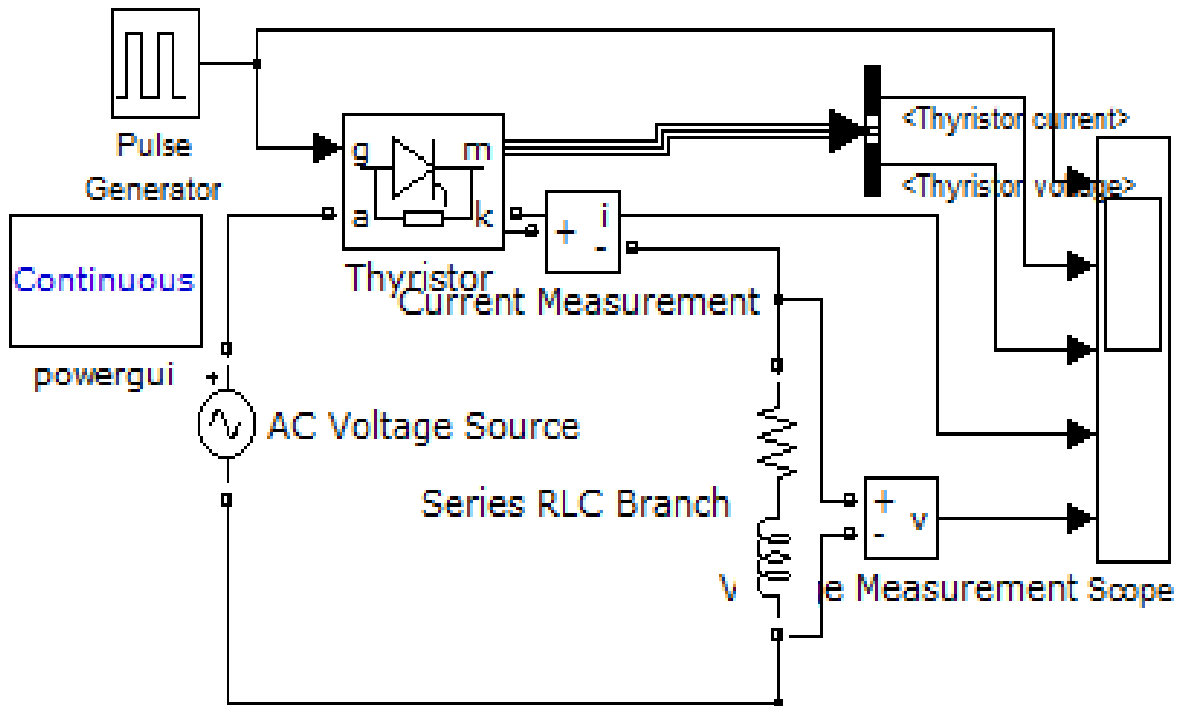 Pulse
Generator
<Thyristor current>
<Thyristor voltage>
g
m
a
k
+
i
-
Continuous
Thyristor
Current Measurement
powergui
+
AC Voltage Source
Series RLC Branch
+
v
-
Measurement
Scope